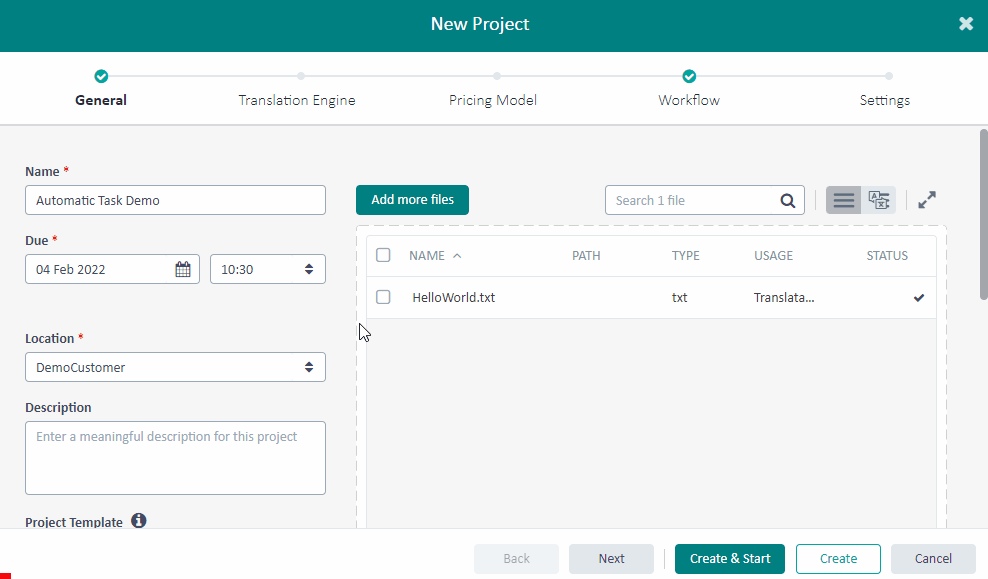 New Project
General
Translation Engine
Pricing Model
Workflow
Settings
Name *
Automatic Task Demo
Add more files
Search 1 file
Due *
04 Feb 2022
10:30
NAME PATH TYPE USAGE STATUS
HelloWorld.txt txt Translata...
Location *
DemoCustomer
Description
Enter a meaningful description for this project
Project Template
Back
Next
Create & Start
Create
Cancel